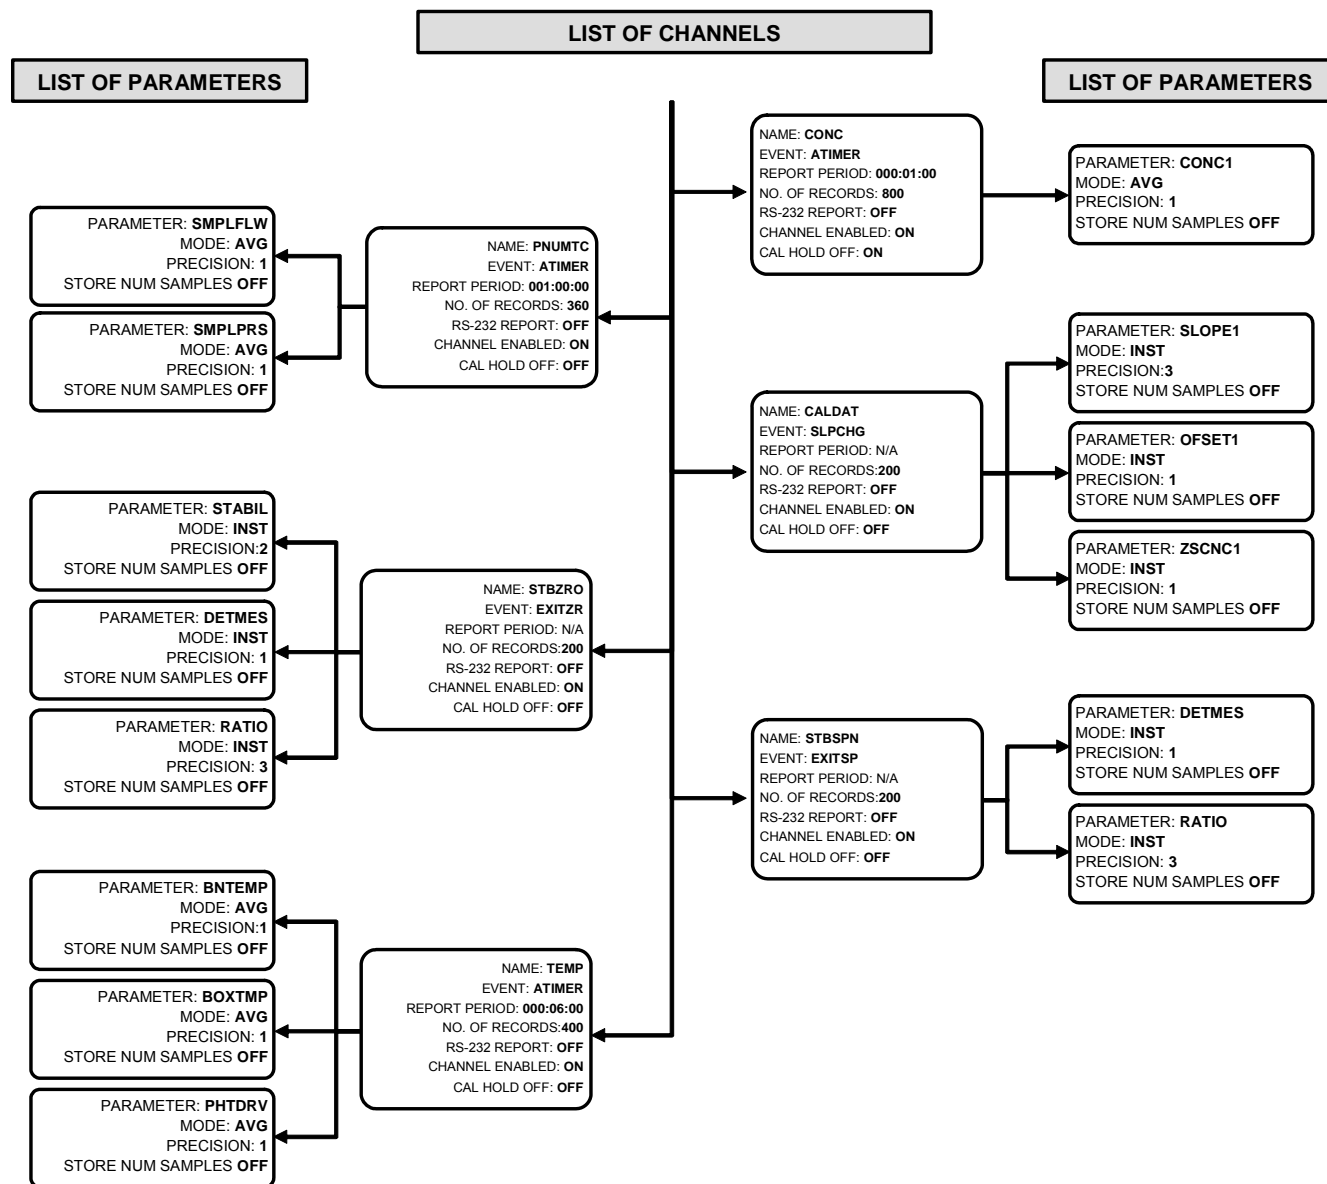 LIST OF CHANNELS
LIST OF PARAMETERS
LIST OF PARAMETERS
PARAMETER: SMPLFLW
MODE: AVG
PRECISION: 1
STORE NUM SAMPLES OFF
PARAMETER: SMPLPRS
MODE: AVG
PRECISION: 1
STORE NUM SAMPLES OFF
NAME: PNUMTC
EVENT: ATIMER
REPORT PERIOD: 001:00:00
NO. OF RECORDS: 360
RS-232 REPORT: OFF
CHANNEL ENABLED: ON
CAL HOLD OFF: OFF
PARAMETER: STABIL
MODE: INST
PRECISION:2
STORE NUM SAMPLES OFF
PARAMETER: DETMES
MODE: INST
PRECISION: 1
STORE NUM SAMPLES OFF
PARAMETER: RATIO
MODE: INST
PRECISION: 3
STORE NUM SAMPLES OFF
NAME: STBZRO
EVENT: EXITZR
REPORT PERIOD: N/A
NO. OF RECORDS:200
RS-232 REPORT: OFF
CHANNEL ENABLED: ON
CAL HOLD OFF: OFF
PARAMETER: BNTEMP
MODE: AVG
PRECISION:1
STORE NUM SAMPLES OFF
PARAMETER: BOXTMP
MODE: AVG
PRECISION: 1
STORE NUM SAMPLES OFF
PARAMETER: PHTDRV
MODE: AVG
PRECISION: 1
STORE NUM SAMPLES OFF
NAME: TEMP
EVENT: ATIMER
REPORT PERIOD: 000:06:00
NO. OF RECORDS:400
RS-232 REPORT: OFF
CHANNEL ENABLED: ON
CAL HOLD OFF: OFF
NAME: CONC
EVENT: ATIMER
REPORT PERIOD: 000:01:00
NO. OF RECORDS: 800
RS-232 REPORT: OFF
CHANNEL ENABLED: ON
CAL HOLD OFF: ON
PARAMETER: CONC1
MODE: AVG
PRECISION: 1
STORE NUM SAMPLES OFF
NAME: CALDAT
EVENT: SLPCHG
REPORT PERIOD: N/A
NO. OF RECORDS:200
RS-232 REPORT: OFF
CHANNEL ENABLED: ON
CAL HOLD OFF: OFF
PARAMETER: SLOPE1
MODE: INST
PRECISION:3
STORE NUM SAMPLES OFF
PARAMETER: OFSET1
MODE: INST
PRECISION: 1
STORE NUM SAMPLES OFF
PARAMETER: ZSCNC1
MODE: INST
PRECISION: 1
STORE NUM SAMPLES OFF
NAME: STBSPN
EVENT: EXITSP
REPORT PERIOD: N/A
NO. OF RECORDS:200
RS-232 REPORT: OFF
CHANNEL ENABLED: ON
CAL HOLD OFF: OFF
PARAMETER: DETMES
MODE: INST
PRECISION: 1
STORE NUM SAMPLES OFF
PARAMETER: RATIO
MODE: INST
PRECISION: 3
STORE NUM SAMPLES OFF